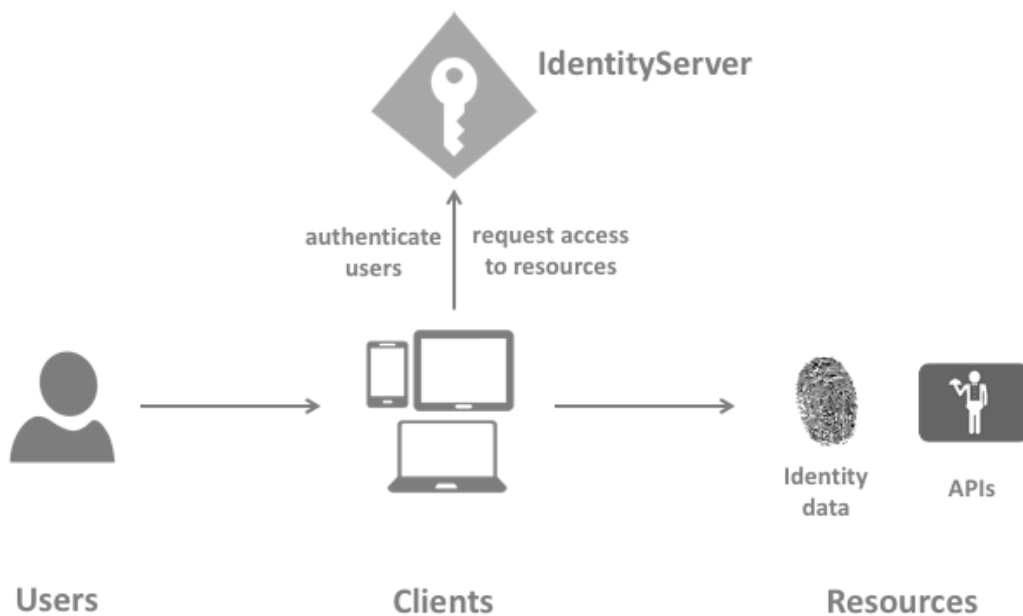 IdentityServer
authenticate
users
request access
to resources
Identity
data
APIs
Users
Clients
Resources